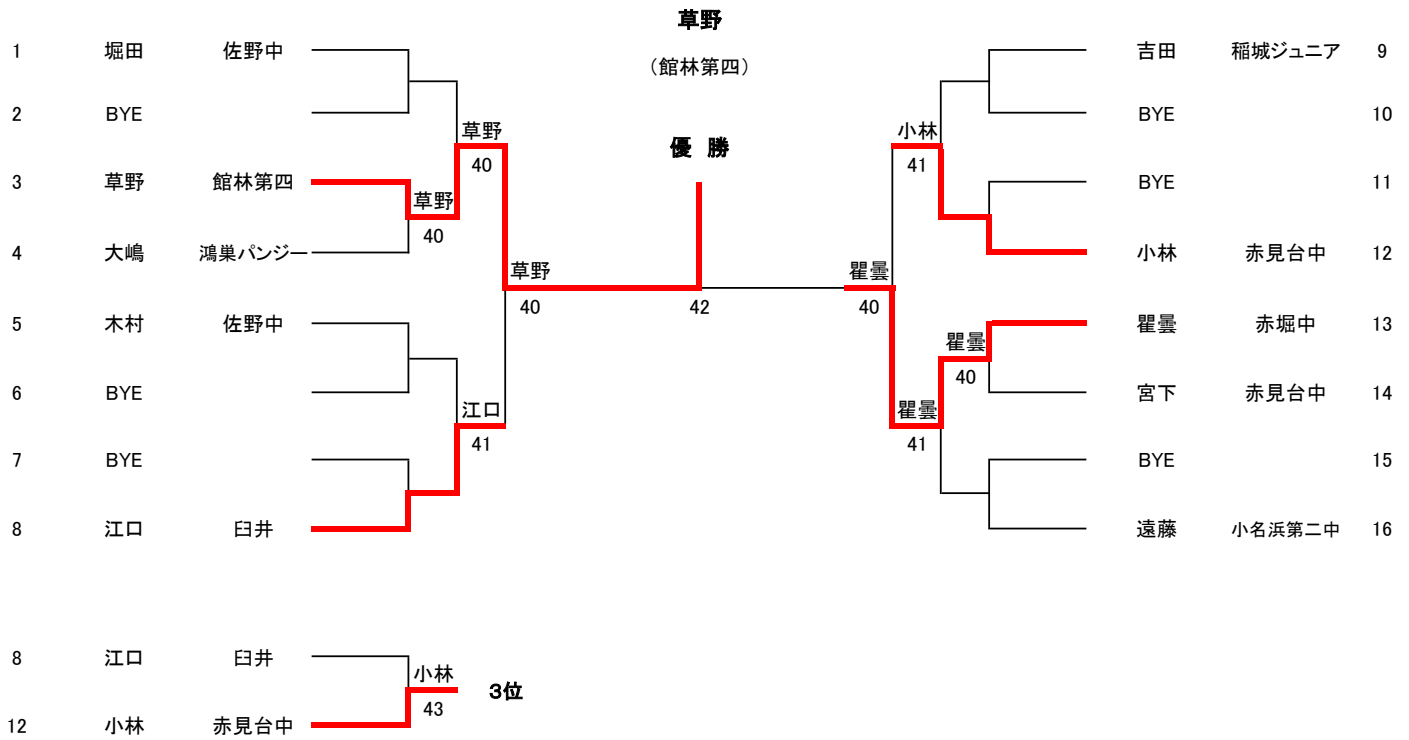 草野
（館林第四）
優 勝
1 堀田 佐野中
2 BYE
3 草野 館林第四
4 大嶋 鴻巣パンジー
5 木村 佐野中
6 BYE
7 BYE
8 江口 臼井
草野
40
草野
40
江口
41
草野
40
42
吉田 稲城ジュニア 9
BYE 10
BYE 11
小林 赤見台中 12
瞿曇 赤堀中 13
宮下 赤見台中 14
BYE 15
遠藤 小名浜第二中 16
小林
41
瞿曇
40
瞿曇
40
瞿曇
41
8 江口 臼井
12 小林 赤見台中
小林
43
3位